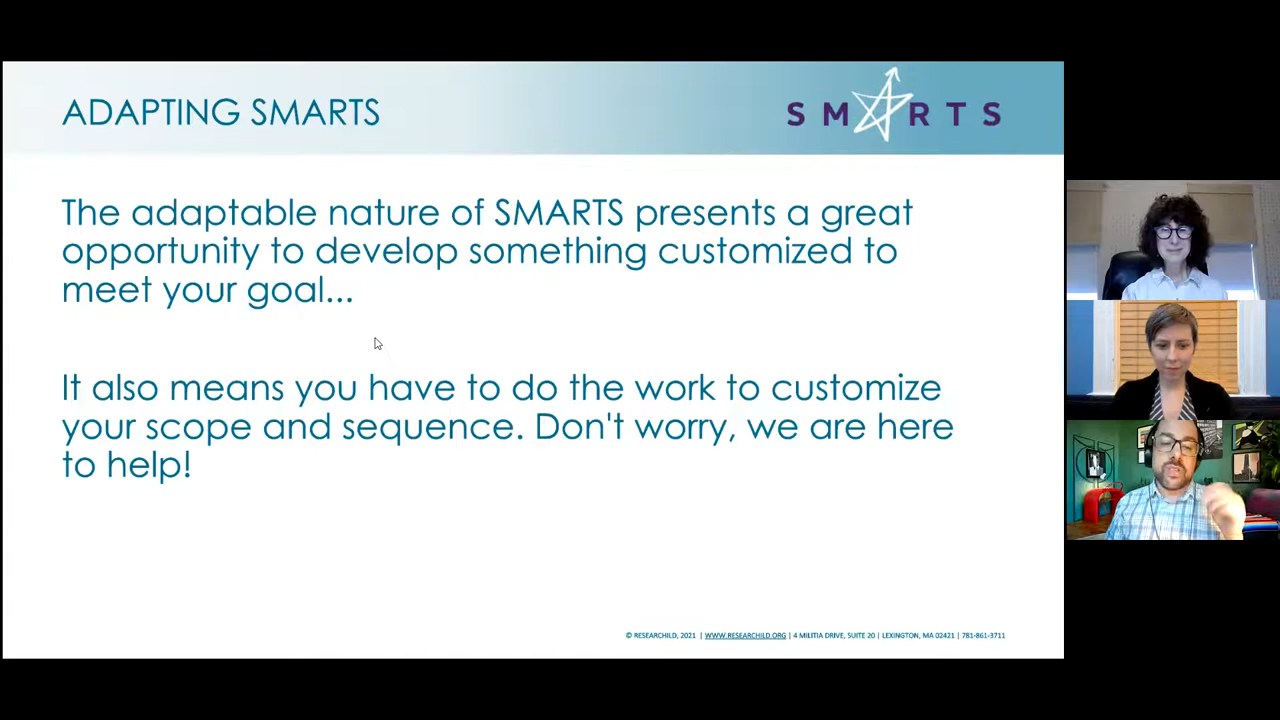 ADAPTING SMARTS
SMARTS
The adaptable nature of SMARTS presents a great
opportunity to develop something customized to
meet your goal...
It also means you have to do the work to customize
your scope and sequence. Don't worry, we are here
to help!
© RESEARCHILD, 2021 | WWW.RESEARCHILD.ORG | 4 MILITIA DRIVE, SUITE 20 | LEXINGTON, MA 02421 | 781-861-3711